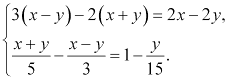 3(x−y)−2(x+y)=2x−2y,
(x+y)/5 − (x−y)/3 = 1 − y/15.